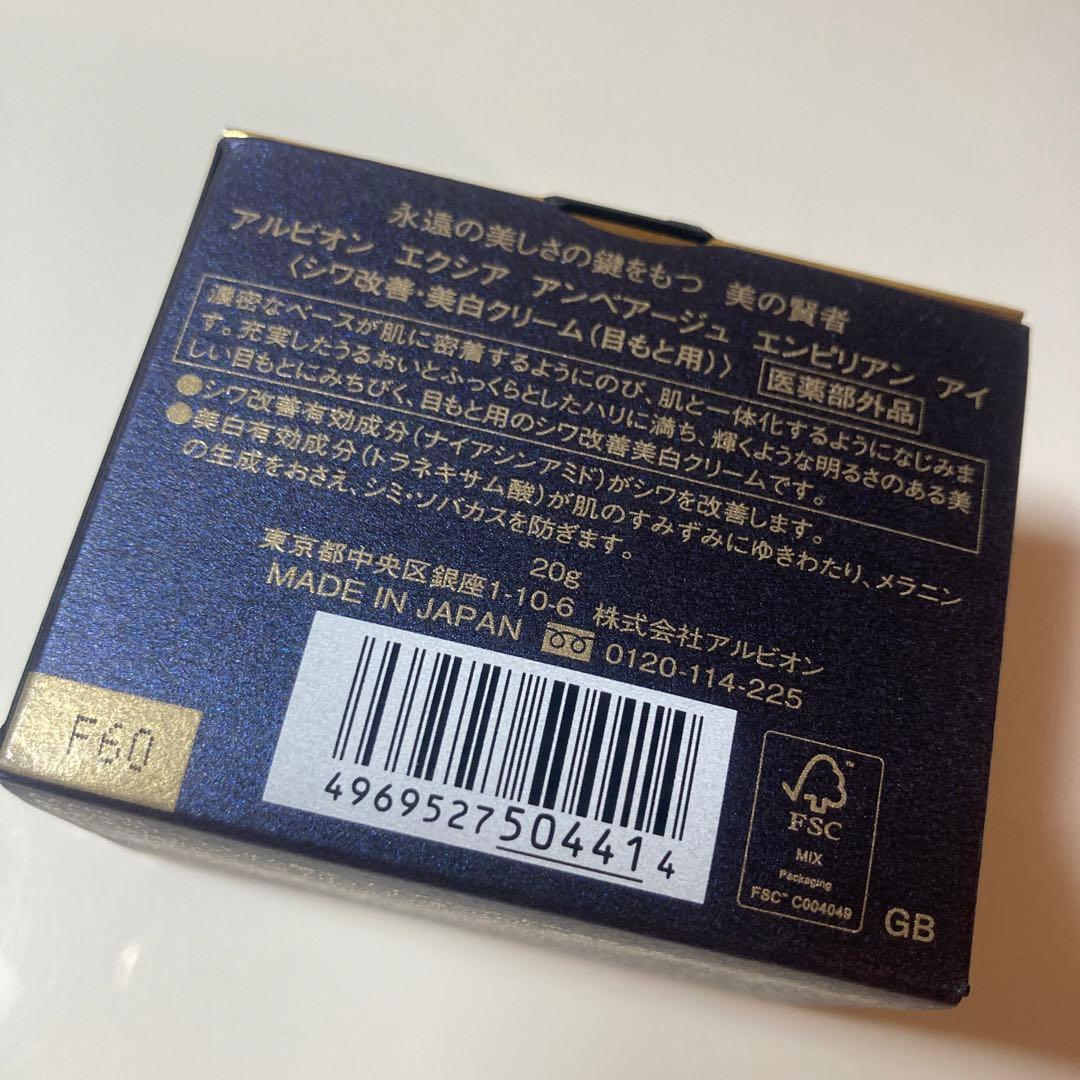 永遠の美しさの鍵をもつ　美の賢者
アルビオン　エクシア　アンベアージュ　エンピリアン　アイ
〈シワ改善・美白クリーム（目もと用）〉 医薬部外品
濃密なベースが肌に密着するようにのび、肌と一体化するようになじみま
す。充実したうるおいとふっくらとしたハリに満ち、輝くような明るさのある美
しい目もとにみちびく、目もと用のシワ改善美白クリームです。
●シワ改善有効成分（ナイアシンアミド）がシワを改善します。
●美白有効成分（トラネキサム酸）が肌のすみずみにゆきわたり、メラニン
の生成をおさえ、シミ・ソバカスを防ぎます。
20g
東京都中央区銀座1-10-6 株式会社アルビオン
MADE IN JAPAN 0120-114-225
F60
4969527504414
FSC™
MIX
Packaging
FSC™ C004049
GB